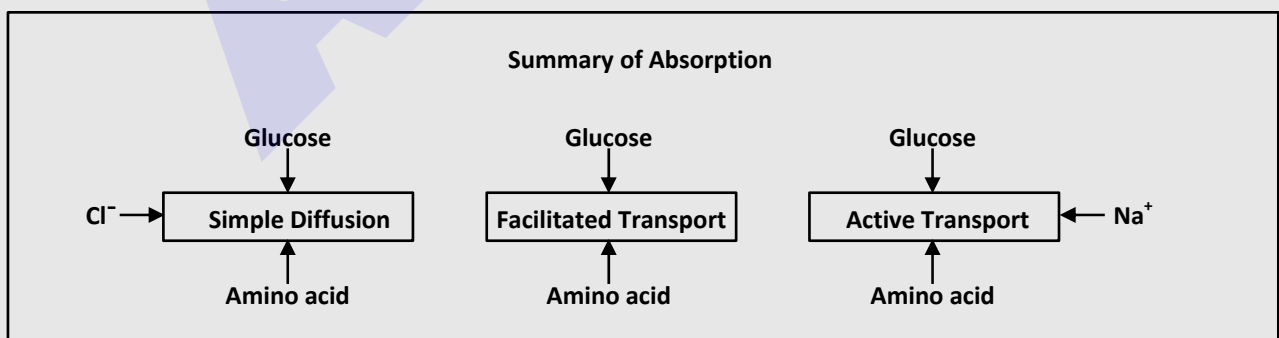 Summary of Absorption
Glucose Glucose Glucose
Cl⁻ Simple Diffusion Facilitated Transport Active Transport Na⁺
Amino acid Amino acid Amino acid